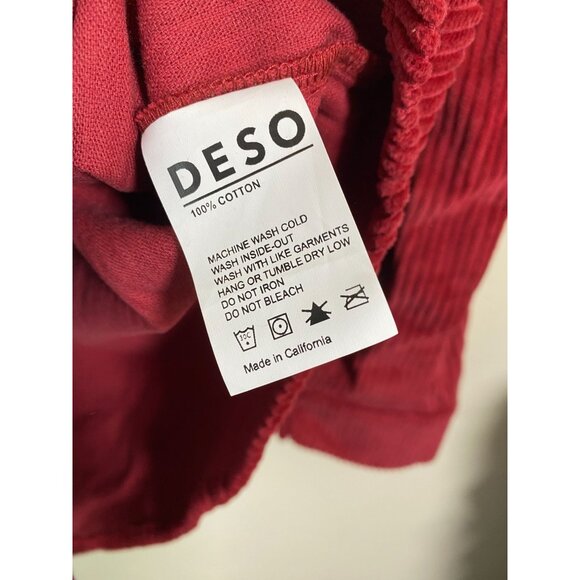 DESO
100% COTTON
MACHINE WASH COLD
WASH INSIDE-OUT
WASH WITH LIKE GARMENTS
HANG OR TUMBLE DRY LOW
DO NOT IRON
DO NOT BLEACH
30C
Made in California